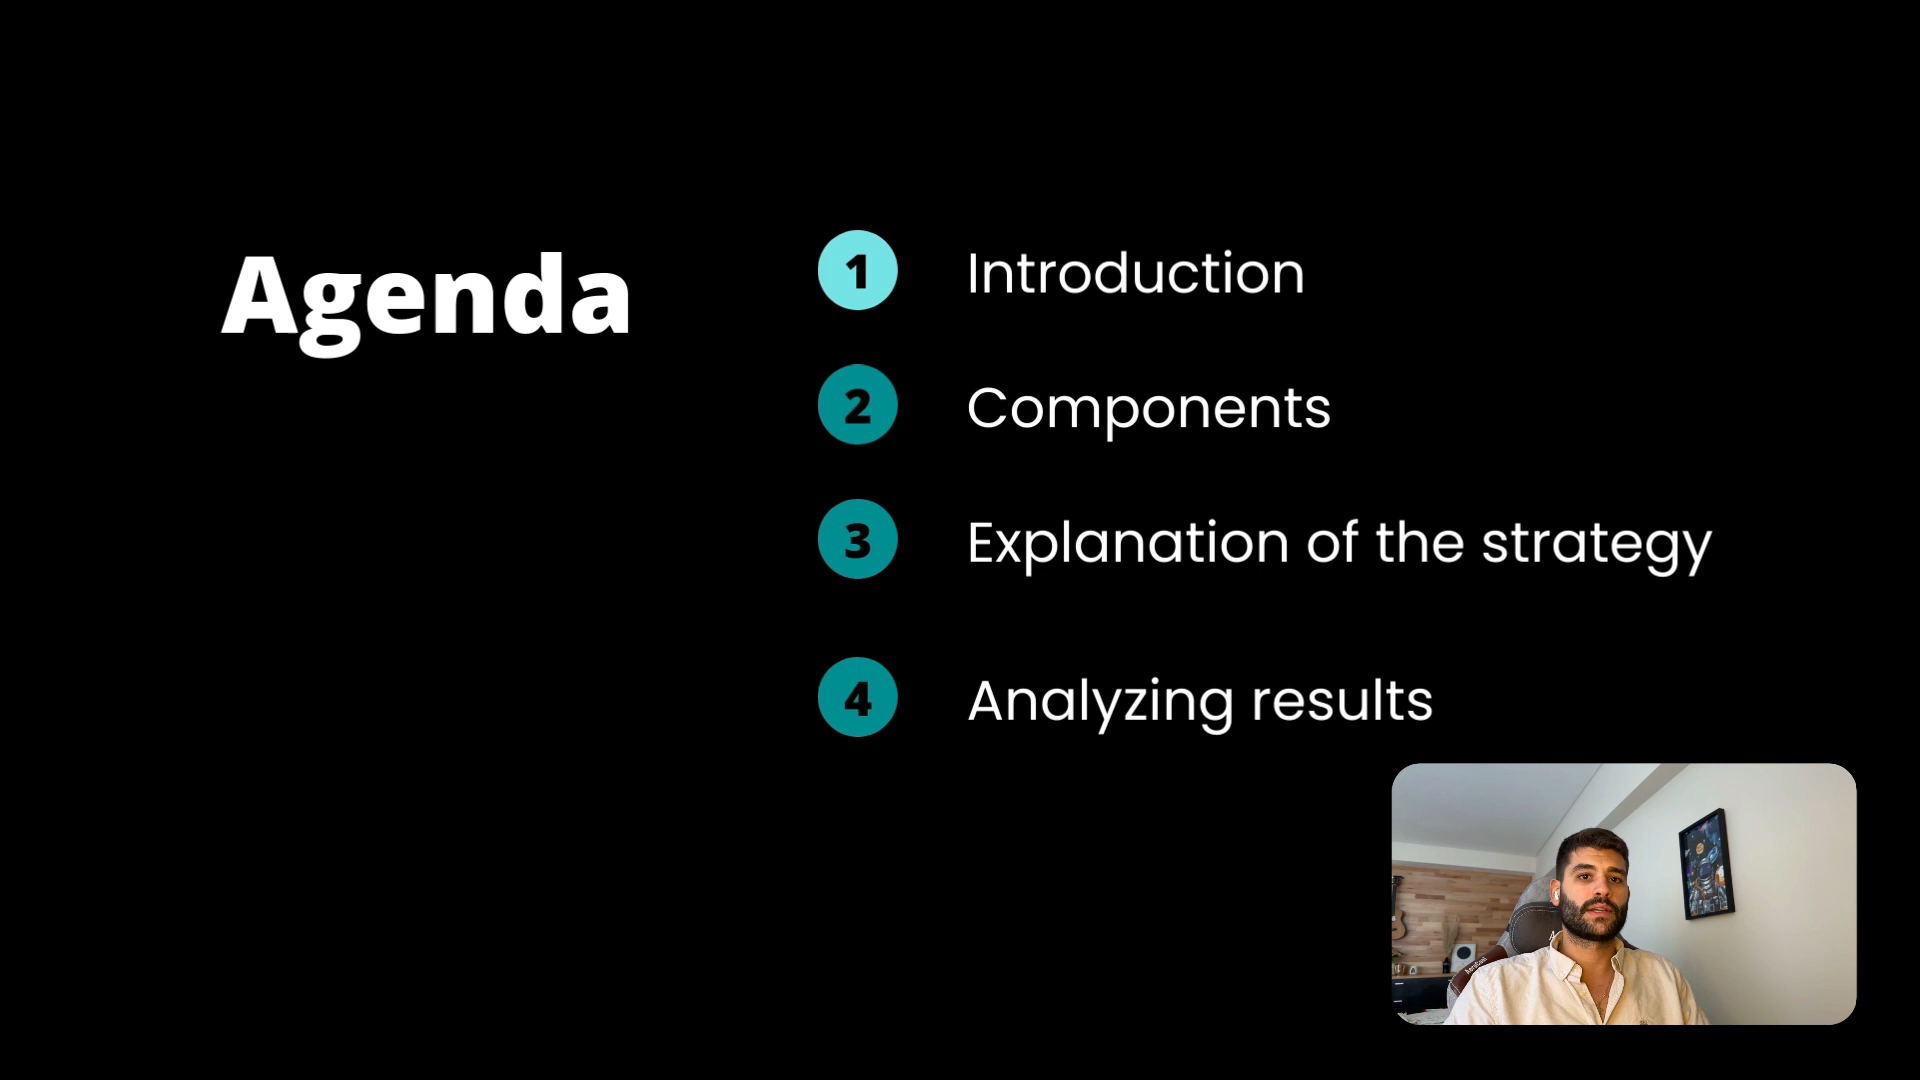 Agenda
1 Introduction
2 Components
3 Explanation of the strategy
4 Analyzing results